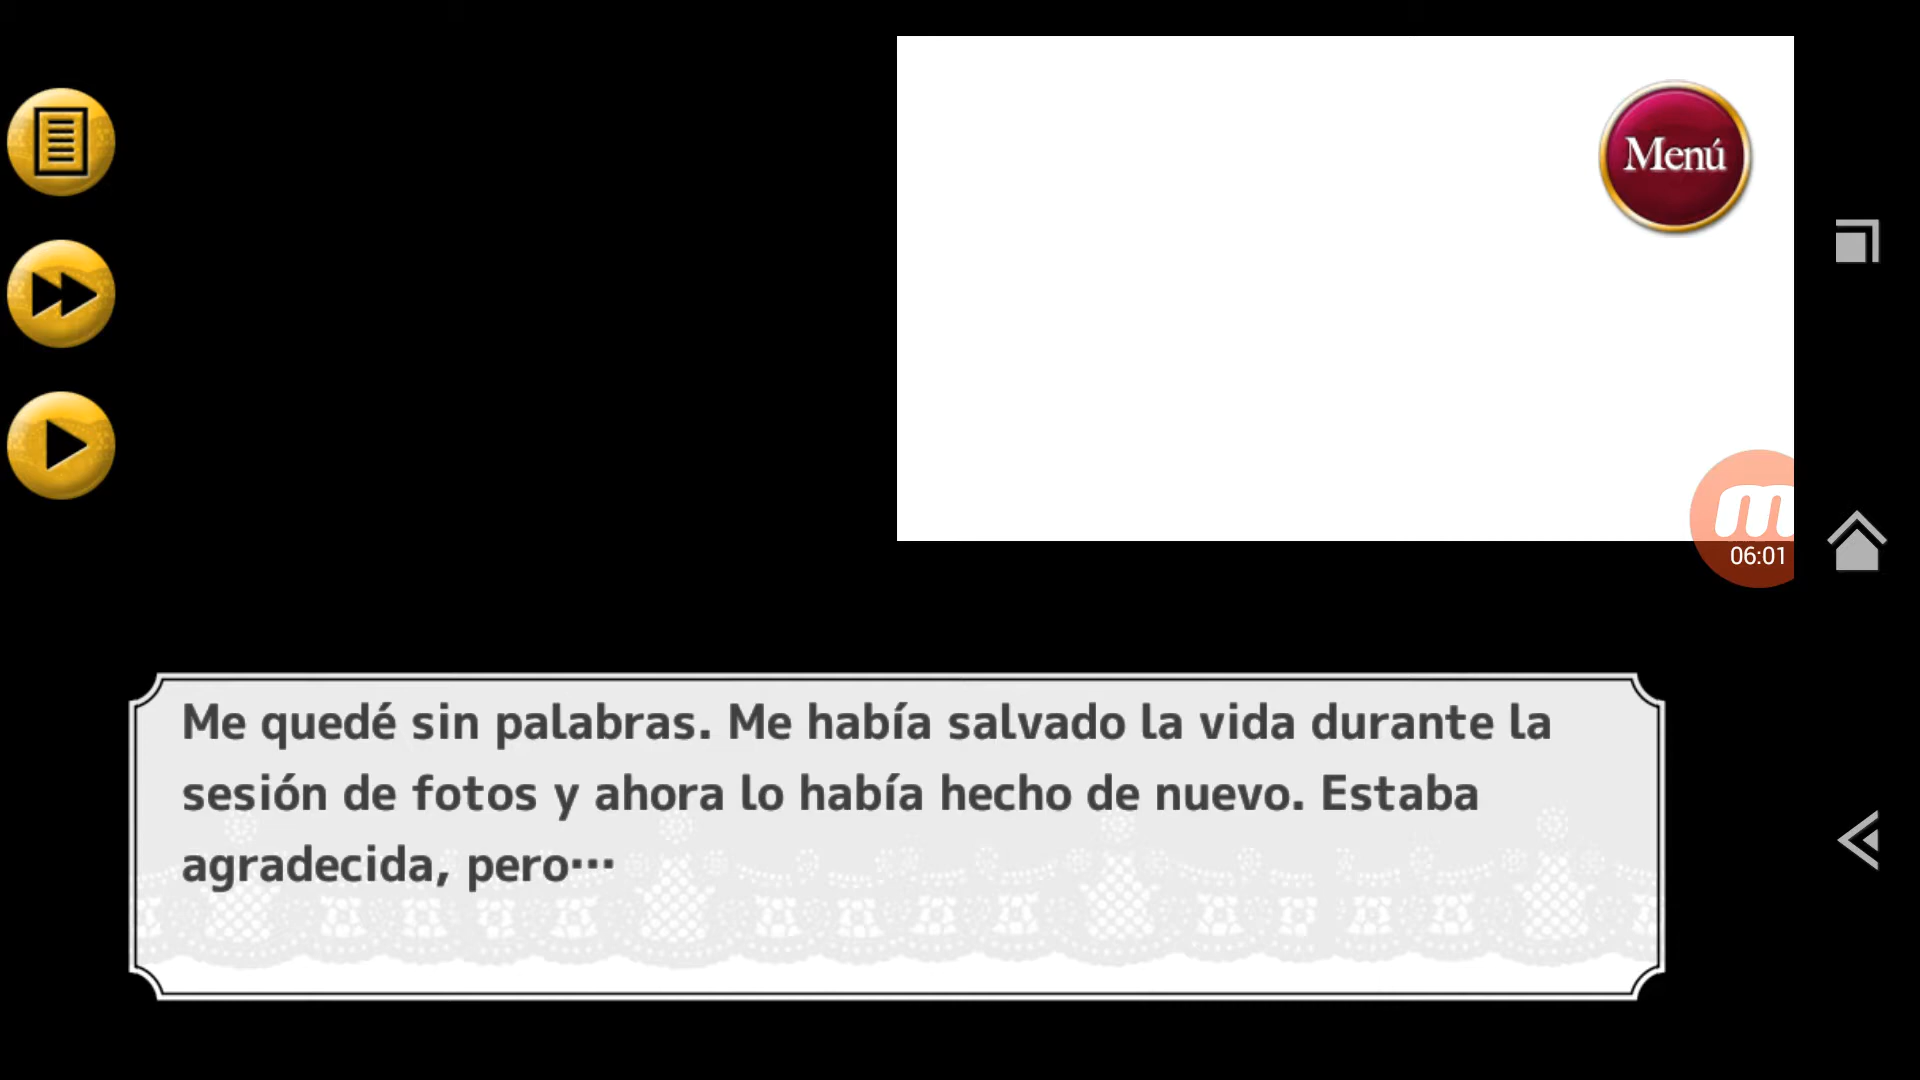 Menú
06:01
Me quedé sin palabras. Me había salvado la vida durante la
sesión de fotos y ahora lo había hecho de nuevo. Estaba
agradecida, pero…